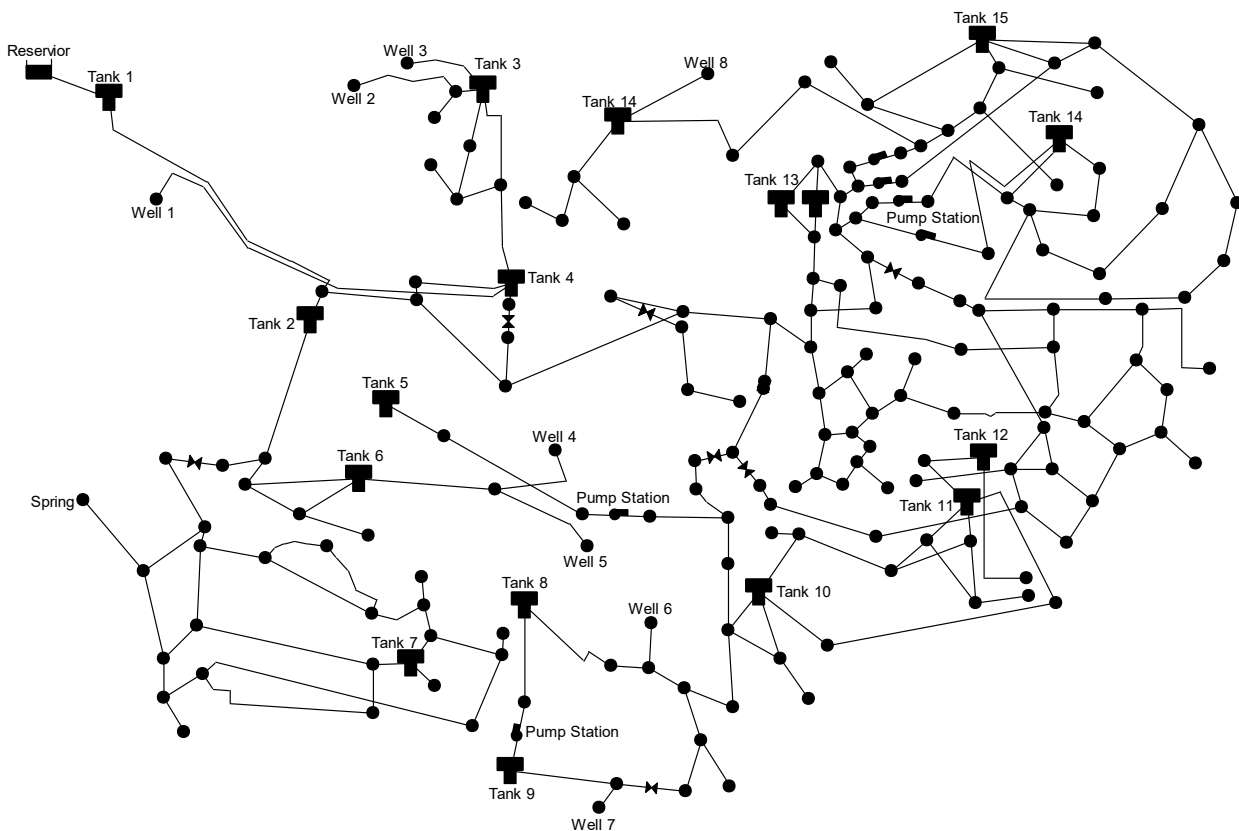 Tank 15
Reservior
Well 3
Tank 3
Well 8
Tank 1
Well 2
Tank 14
Tank 14
Tank 13
Well 1
Pump Station
Tank 4
Tank 2
Tank 5
Tank 12
Well 4
Tank 6
Pump Station
Spring
Tank 11
Well 5
Tank 8
Tank 10
Well 6
Tank 7
Pump Station
Tank 9
Well 7